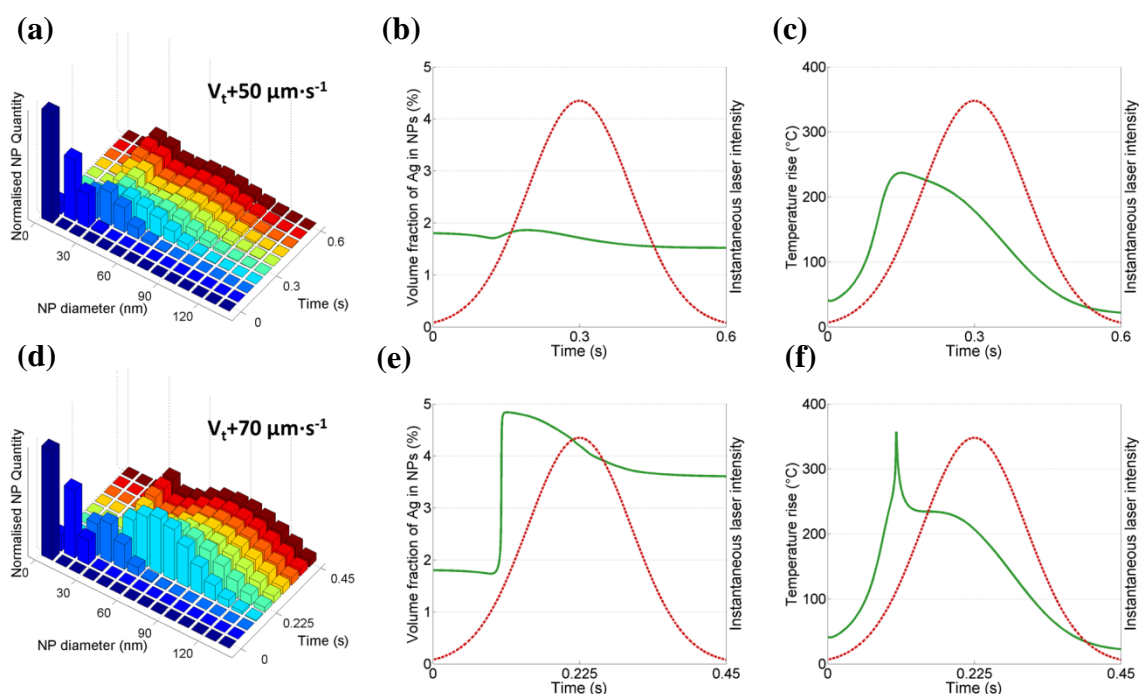 (a)
V_t+50 μm·s⁻¹
Normalised NP Quantity
N0
30
60
90
120
NP diameter (nm)
0
0.3
0.6
Time (s)
(b)
Volume fraction of Ag in NPs (%)
5
4
3
2
1
0
0
0.3
0.6
Time (s)
Instantaneous laser intensity
(c)
Temperature rise (°C)
400
300
200
100
0
0
0.3
0.6
Time (s)
Instantaneous laser intensity
(d)
V_t+70 μm·s⁻¹
Normalised NP Quantity
N0
30
60
90
120
NP diameter (nm)
0
0.225
0.45
Time (s)
(e)
Volume fraction of Ag in NPs (%)
5
4
3
2
1
0
0
0.225
0.45
Time (s)
Instantaneous laser intensity
(f)
Temperature rise (°C)
400
300
200
100
0
0
0.225
0.45
Time (s)
Instantaneous laser intensity